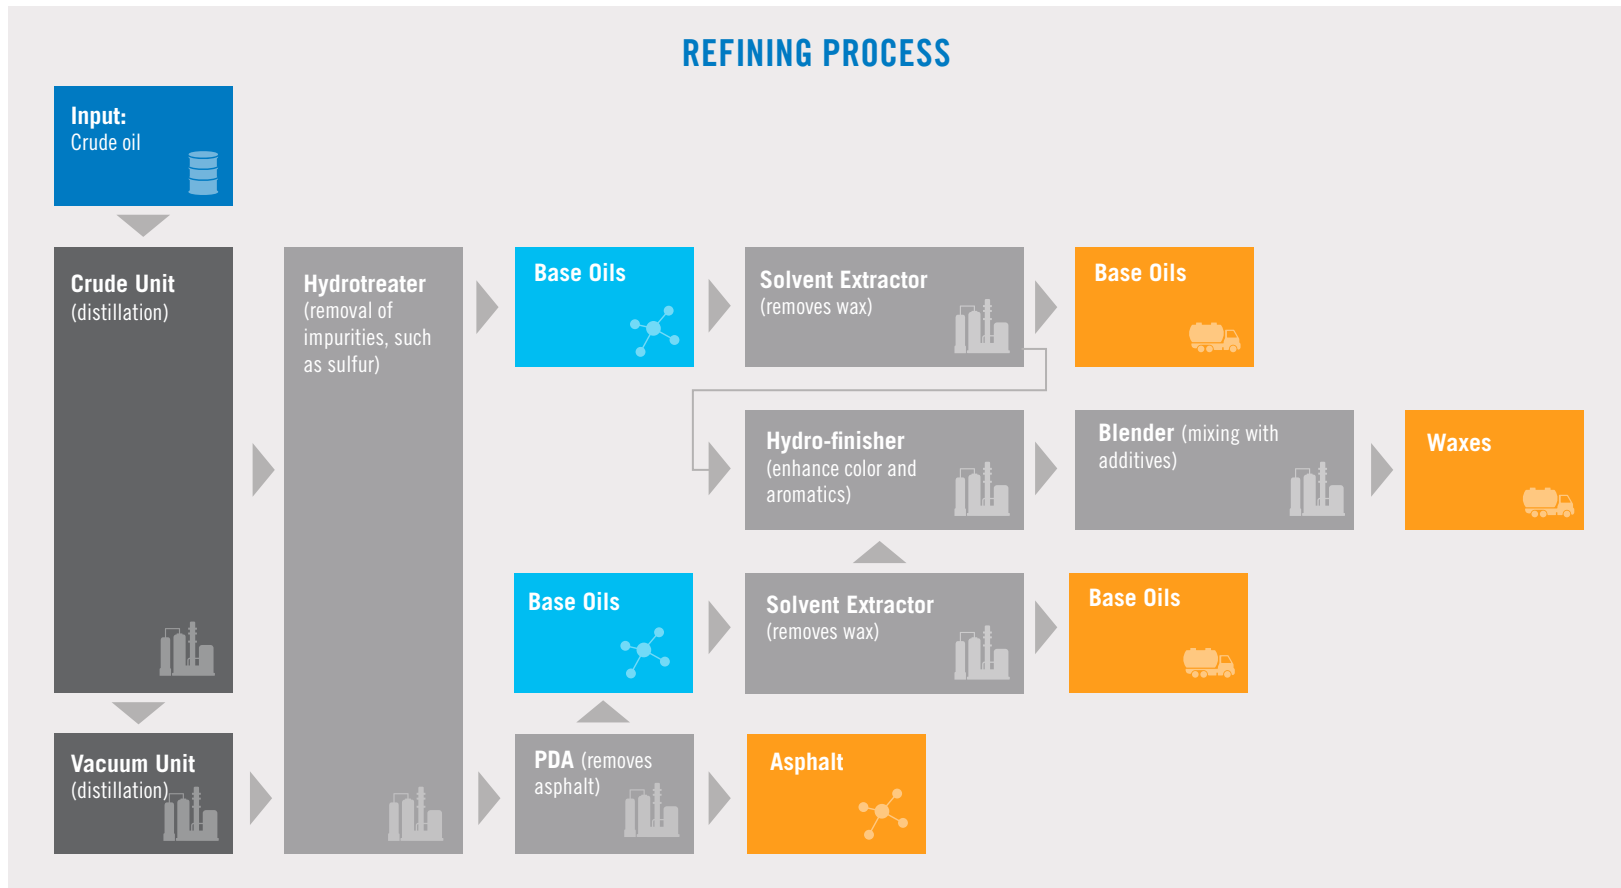 REFINING PROCESS
Input:
Crude oil
Crude Unit
(distillation)
Hydrotreater
(removal of
impurities, such
as sulfur)
Base Oils
Solvent Extractor
(removes wax)
Base Oils
Hydro-finisher
(enhance color and
aromatics)
Blender (mixing with
additives)
Waxes
Base Oils
Solvent Extractor
(removes wax)
Base Oils
Vacuum Unit
(distillation)
PDA (removes
asphalt)
Asphalt